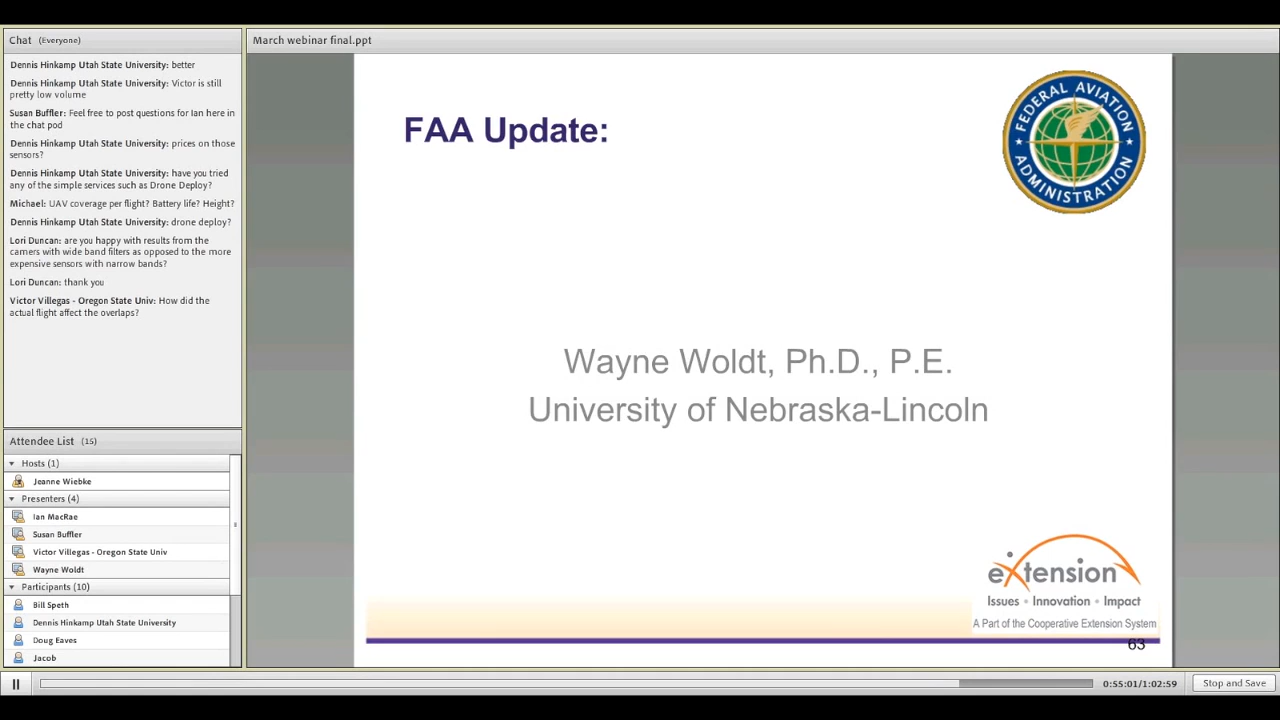 Chat (Everyone)
Dennis Hinkamp Utah State University: better
Dennis Hinkamp Utah State University: Victor is still
pretty low volume
Susan Buffler: Feel free to post questions for Ian here in
the chat pod
Dennis Hinkamp Utah State University: prices on those
sensors?
Dennis Hinkamp Utah State University: have you tried
any of the simple services such as Drone Deploy?
Michael: UAV coverage per flight? Battery life? Height?
Dennis Hinkamp Utah State University: drone deploy?
Lori Duncan: are you happy with results from the
camers with wide band filters as opposed to the more
expensive sensors with narrow bands?
Lori Duncan: thank you
Victor Villegas - Oregon State Univ: How did the
actual flight affect the overlaps?
Attendee List (15)
Hosts (1)
Jeanne Wiebke
Presenters (4)
Ian MacRae
Susan Buffler
Victor Villegas - Oregon State Univ
Wayne Woldt
Participants (10)
Bill Speth
Dennis Hinkamp Utah State University
Doug Eaves
Jacob
March webinar final.ppt
FAA Update:
FEDERAL AVIATION
ADMINISTRATION
Wayne Woldt, Ph.D., P.E.
University of Nebraska-Lincoln
eXtension
Issues • Innovation • Impact
A Part of the Cooperative Extension System
63
0:55:01/1:02:59
Stop and Save